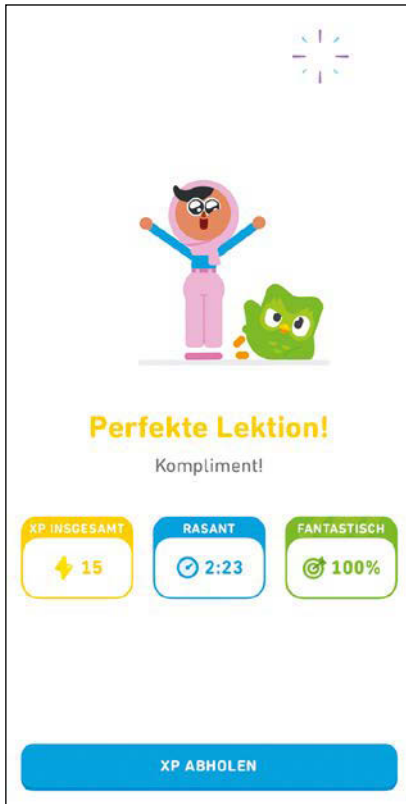 Perfekte Lektion!
Kompliment!
XP INSGESAMT
15
RASANT
2:23
FANTASTISCH
100%
XP ABHOLEN